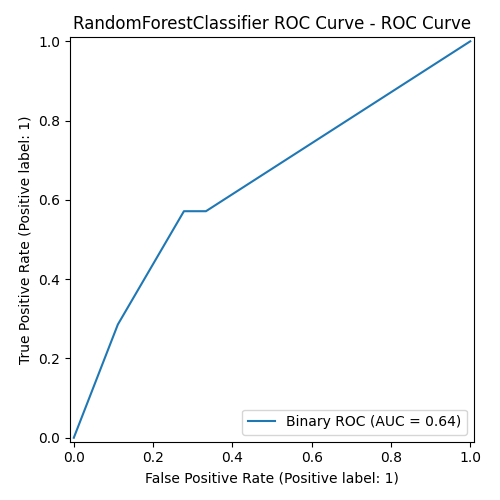 RandomForestClassifier ROC Curve - ROC Curve
1.0
0.8
0.6
0.4
0.2
0.0
True Positive Rate (Positive label: 1)
Binary ROC (AUC = 0.64)
0.0 0.2 0.4 0.6 0.8 1.0
False Positive Rate (Positive label: 1)